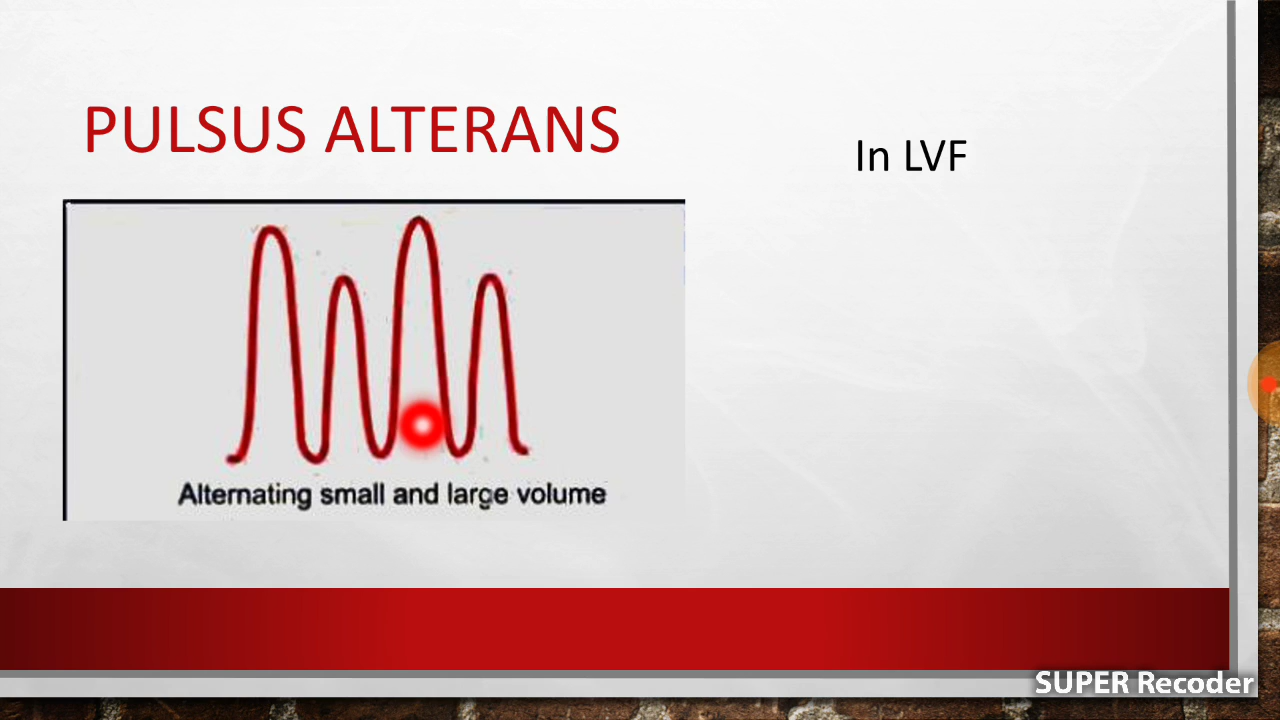 PULSUS ALTERANS
In LVF
Alternating small and large volume
SUPER Recoder